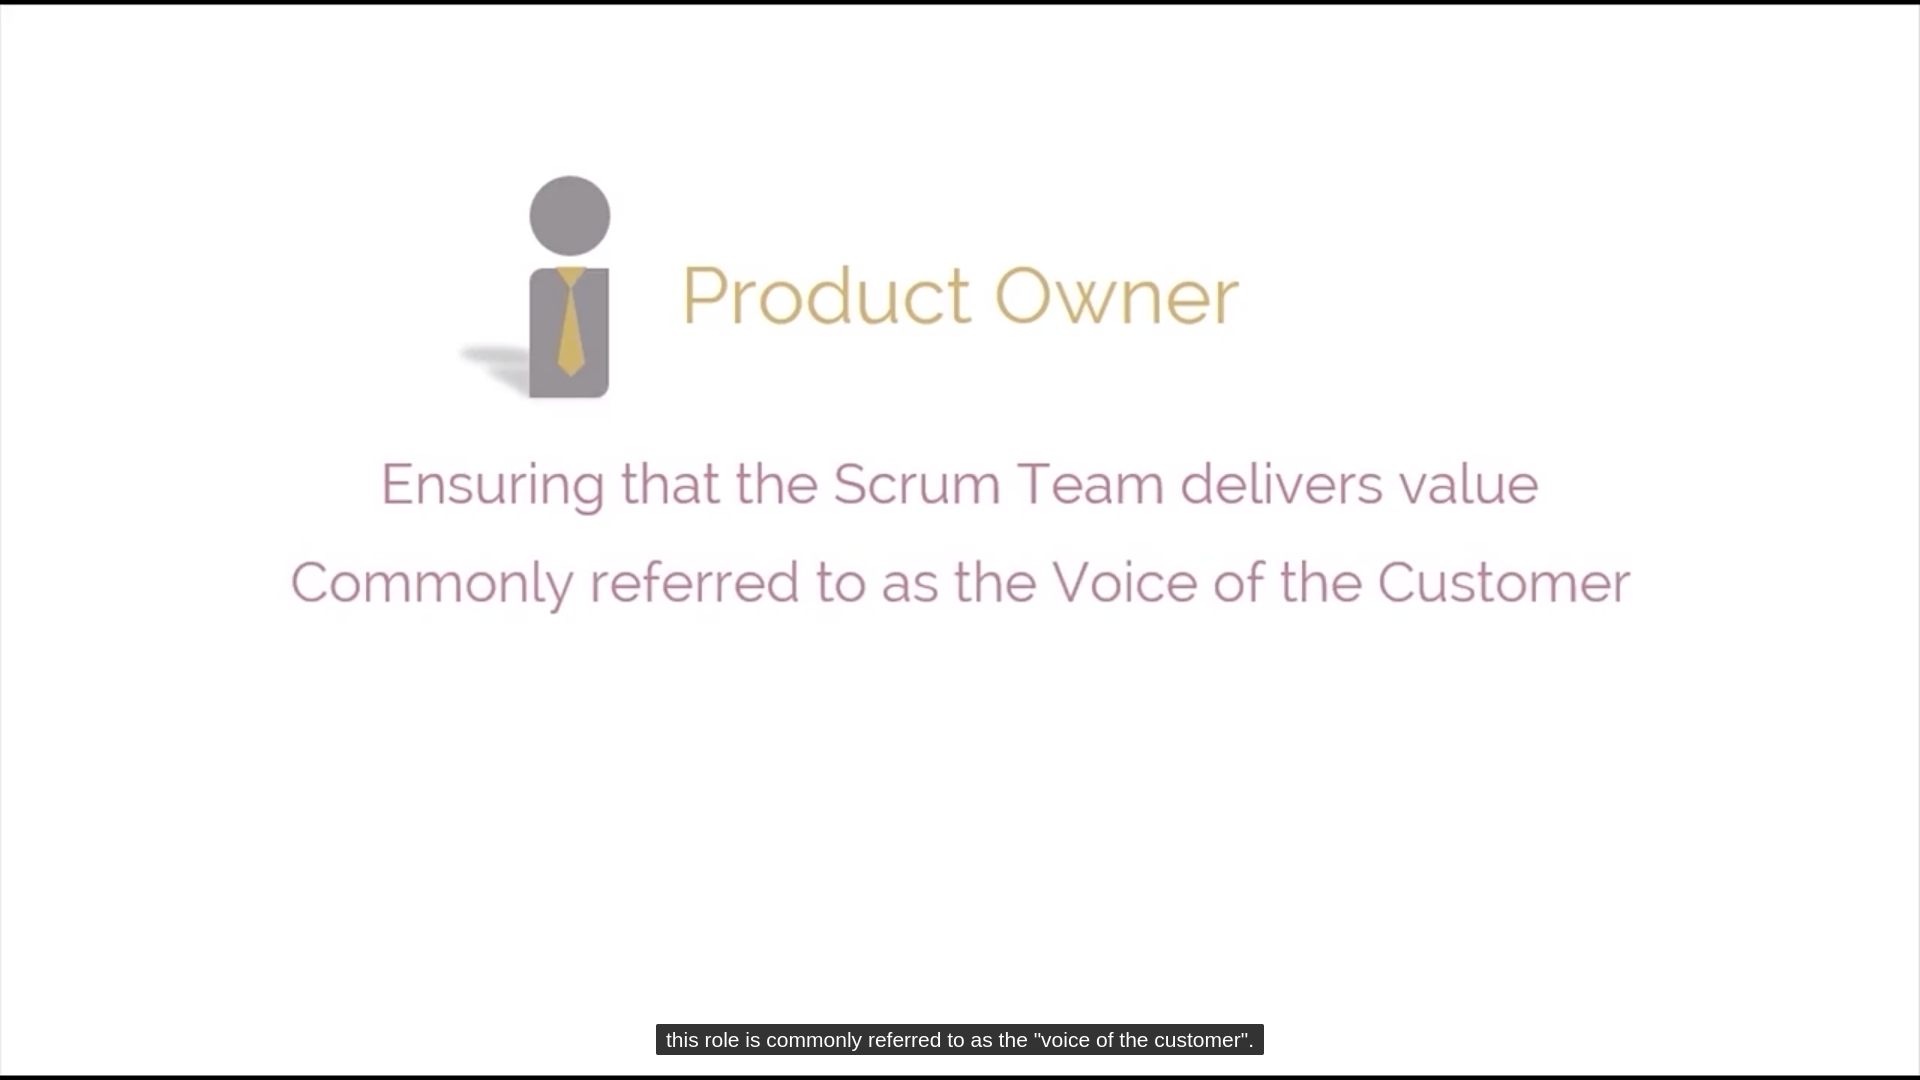 Product Owner
Ensuring that the Scrum Team delivers value
Commonly referred to as the Voice of the Customer
this role is commonly referred to as the "voice of the customer".